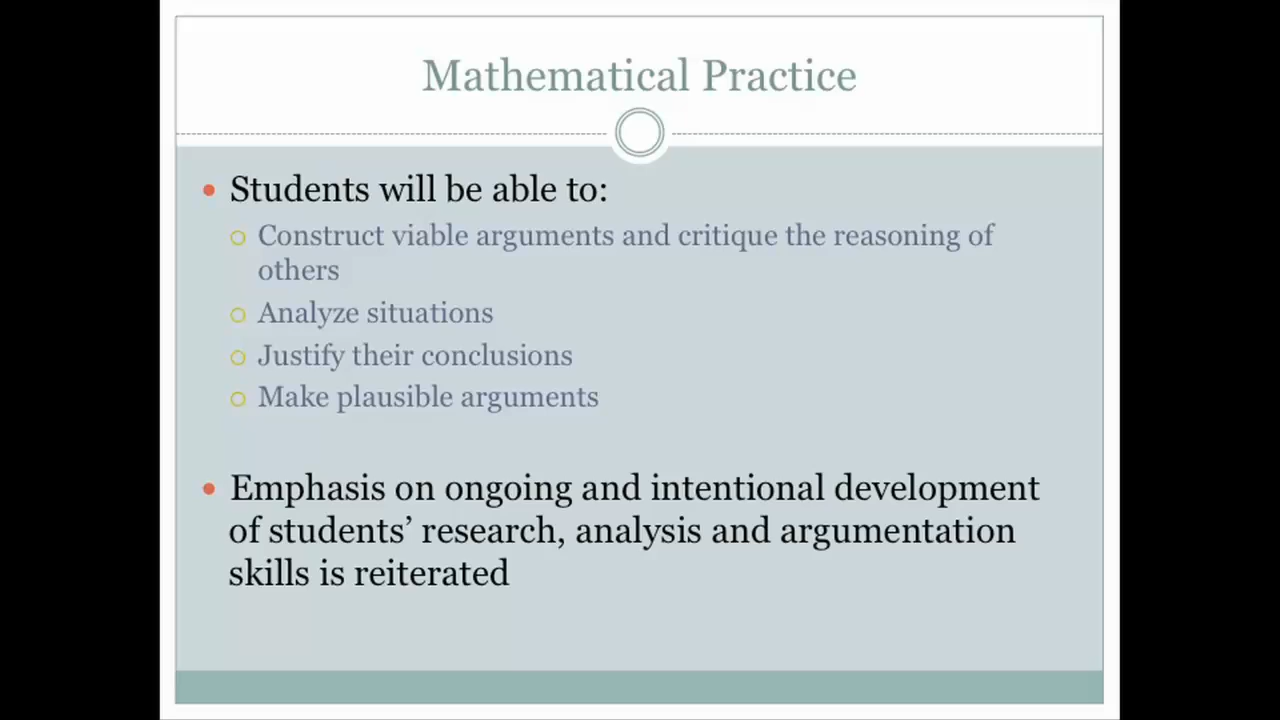 Mathematical Practice
Students will be able to:
Construct viable arguments and critique the reasoning of
others
Analyze situations
Justify their conclusions
Make plausible arguments
Emphasis on ongoing and intentional development
of students’ research, analysis and argumentation
skills is reiterated